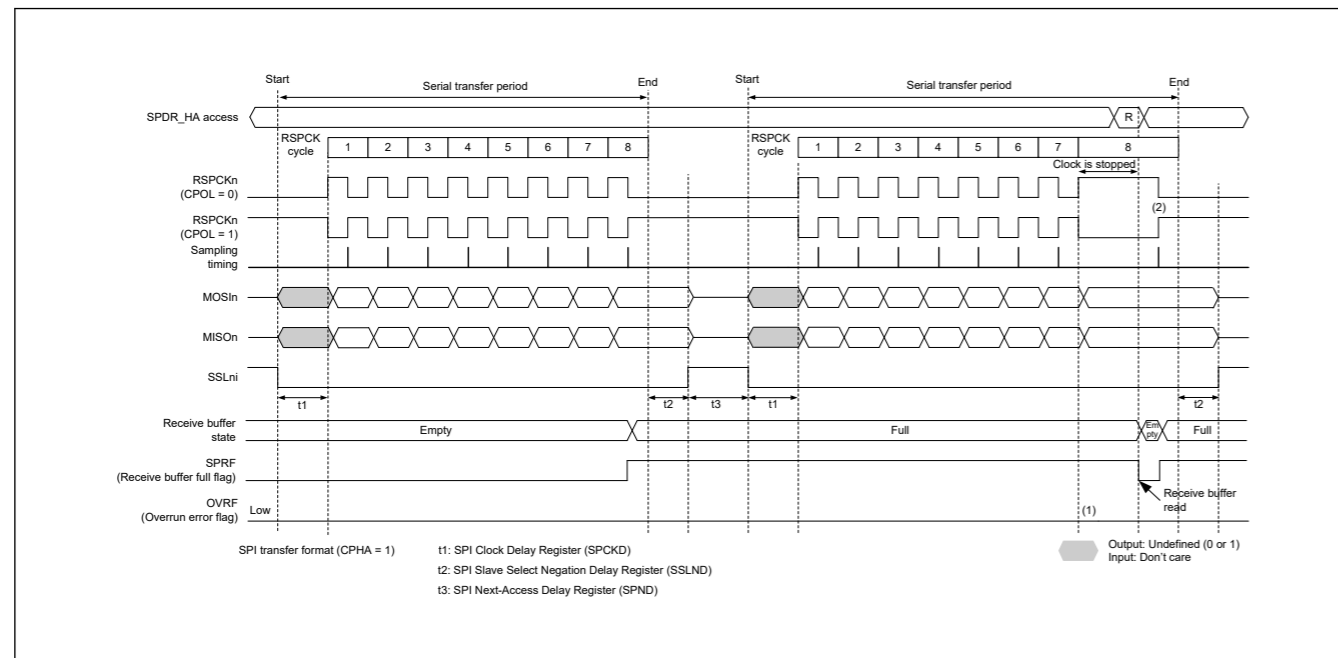 Start
Serial transfer period
End
Start
Serial transfer period
End
SPDR_HA access
R
RSPCK
cycle
1 2 3 4 5 6 7 8
RSPCK
cycle
1 2 3 4 5 6 7 8
Clock is stopped
RSPCKn
(CPOL = 0)
(2)
RSPCKn
(CPOL = 1)
Sampling
timing
MOSIn
MISOn
SSLni
t1
t2
t3
t1
t2
Receive buffer
state
Empty
Full
Em
pty
Full
SPRF
(Receive buffer full flag)
Receive buffer
read
OVRF
(Overrun error flag)
Low
(1)
SPI transfer format (CPHA = 1)
t1: SPI Clock Delay Register (SPCKD)
t2: SPI Slave Select Negation Delay Register (SSLND)
t3: SPI Next-Access Delay Register (SPND)
Output: Undefined (0 or 1)
Input: Don't care